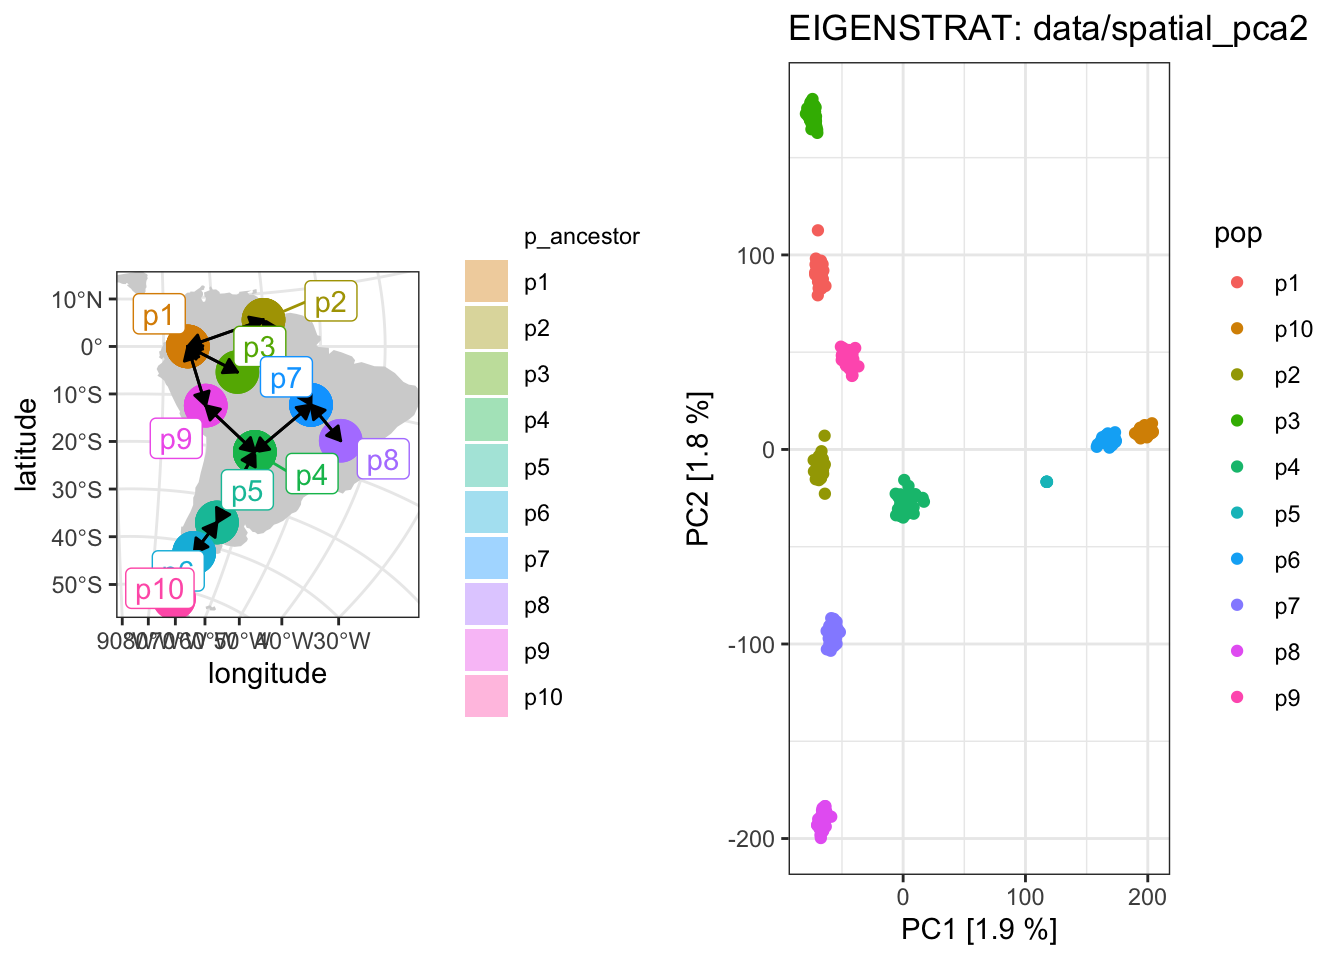 EIGENSTRAT: data/spatial_pca2
p_ancestor
p1
p2
p3
p4
p5
p6
p7
p8
p9
p10
10°N
0°
10°S
20°S
30°S
40°S
50°S
latitude
longitude
40°W
30°W
p1
p2
p3
p7
p9
p8
p4
p5
p10
100
0
-100
-200
PC2 [1.8 %]
0
100
200
PC1 [1.9 %]
pop
p1
p10
p2
p3
p4
p5
p6
p7
p8
p9